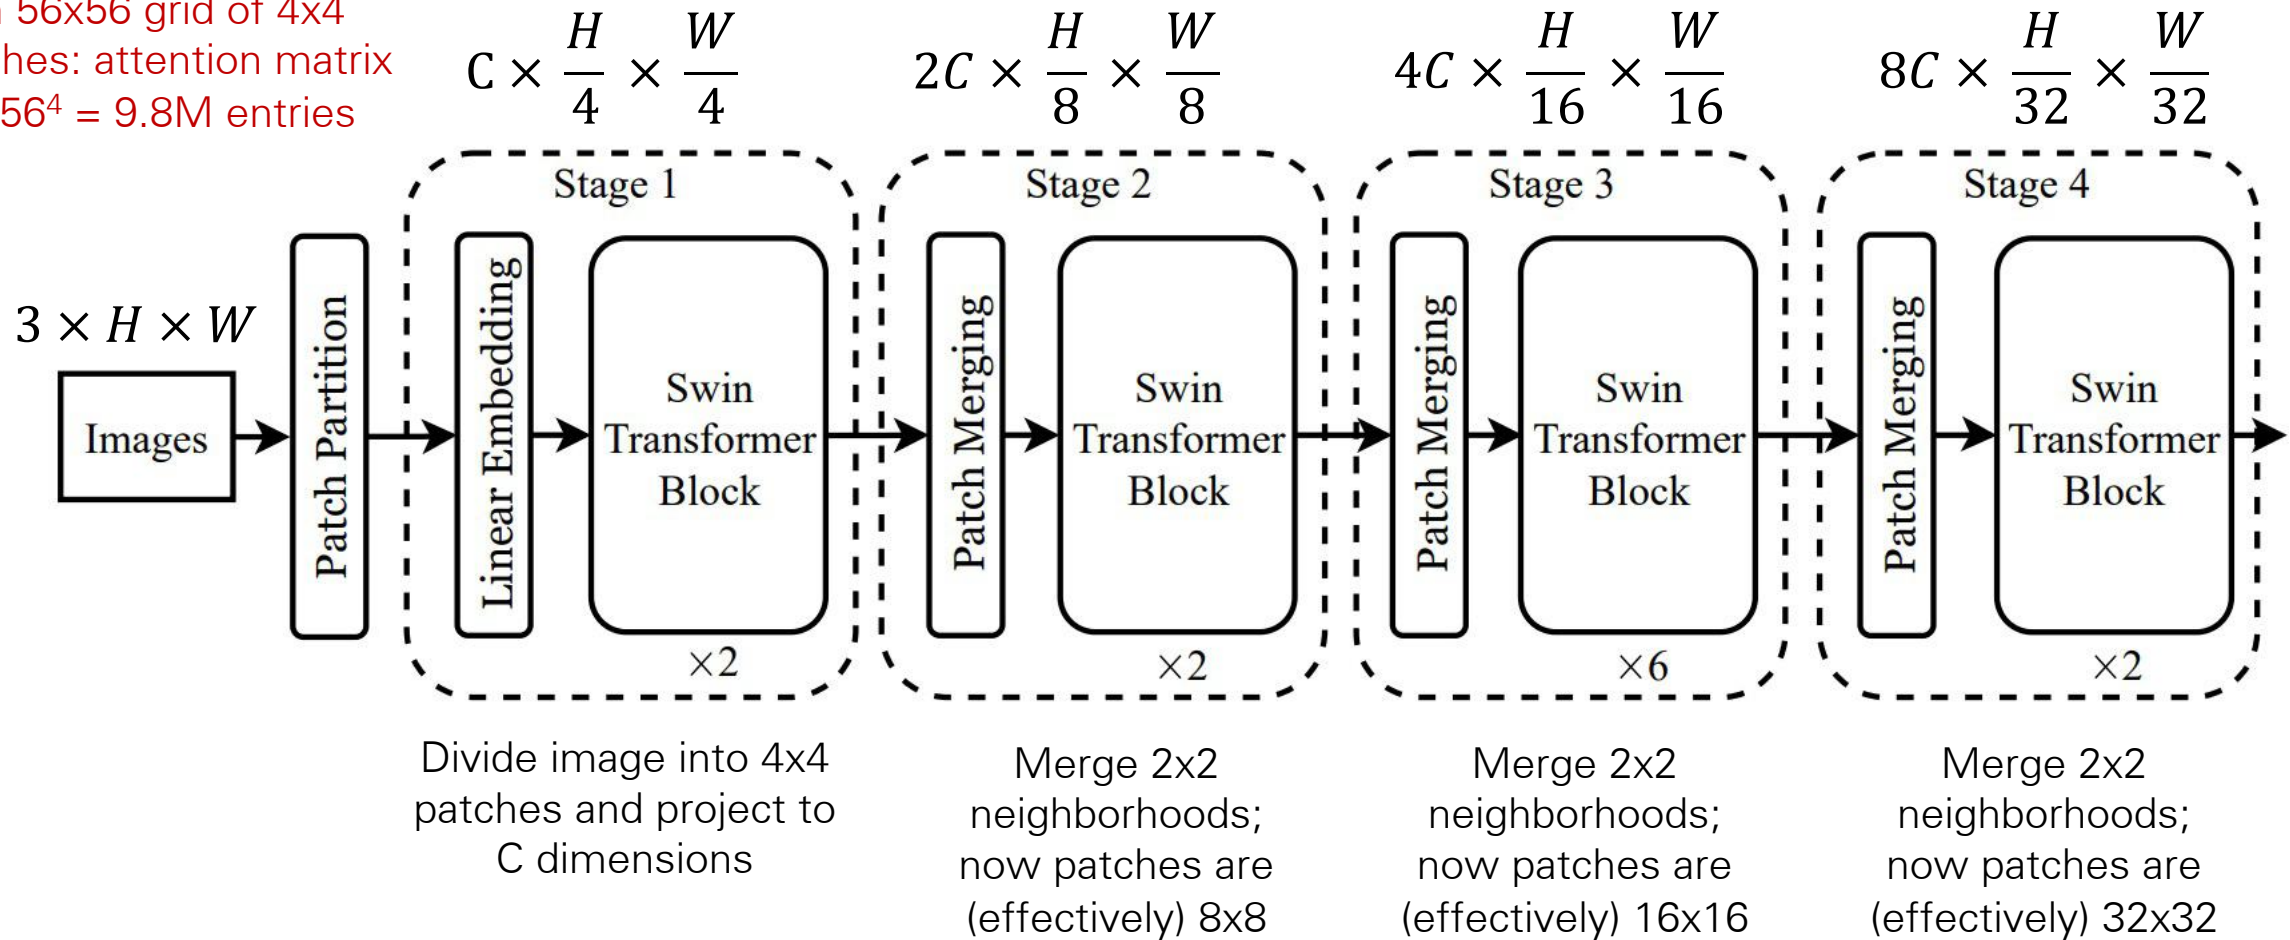 56x56 grid of 4x4
hes: attention matrix
56⁴ = 9.8M entries
C × H/4 × W/4
2C × H/8 × W/8
4C × H/16 × W/16
8C × H/32 × W/32
3 × H × W
Images
Patch Partition
Stage 1
Linear Embedding
Swin
Transformer
Block
×2
Stage 2
Patch Merging
Swin
Transformer
Block
×2
Stage 3
Patch Merging
Swin
Transformer
Block
×6
Stage 4
Patch Merging
Swin
Transformer
Block
×2
Divide image into 4x4
patches and project to
C dimensions
Merge 2x2
neighborhoods;
now patches are
(effectively) 8x8
Merge 2x2
neighborhoods;
now patches are
(effectively) 16x16
Merge 2x2
neighborhoods;
now patches are
(effectively) 32x32